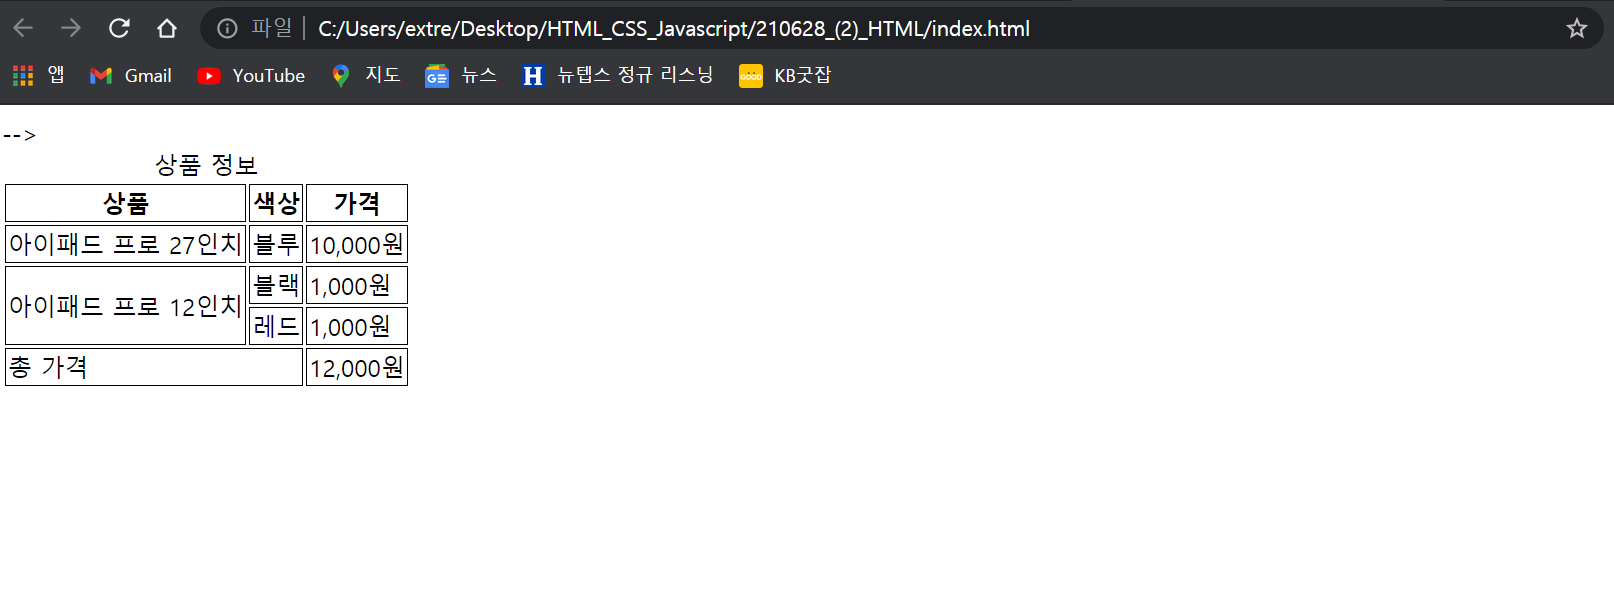 파일 C:/Users/extre/Desktop/HTML_CSS_Javascript/210628_(2)_HTML/index.html
앱 Gmail YouTube 지도 뉴스 뉴텝스 정규 리스닝 KB굿잡
-->
상품 정보
상품 색상 가격
아이패드 프로 27인치 블루 10,000원
아이패드 프로 12인치 블랙 1,000원
레드 1,000원
총 가격 12,000원